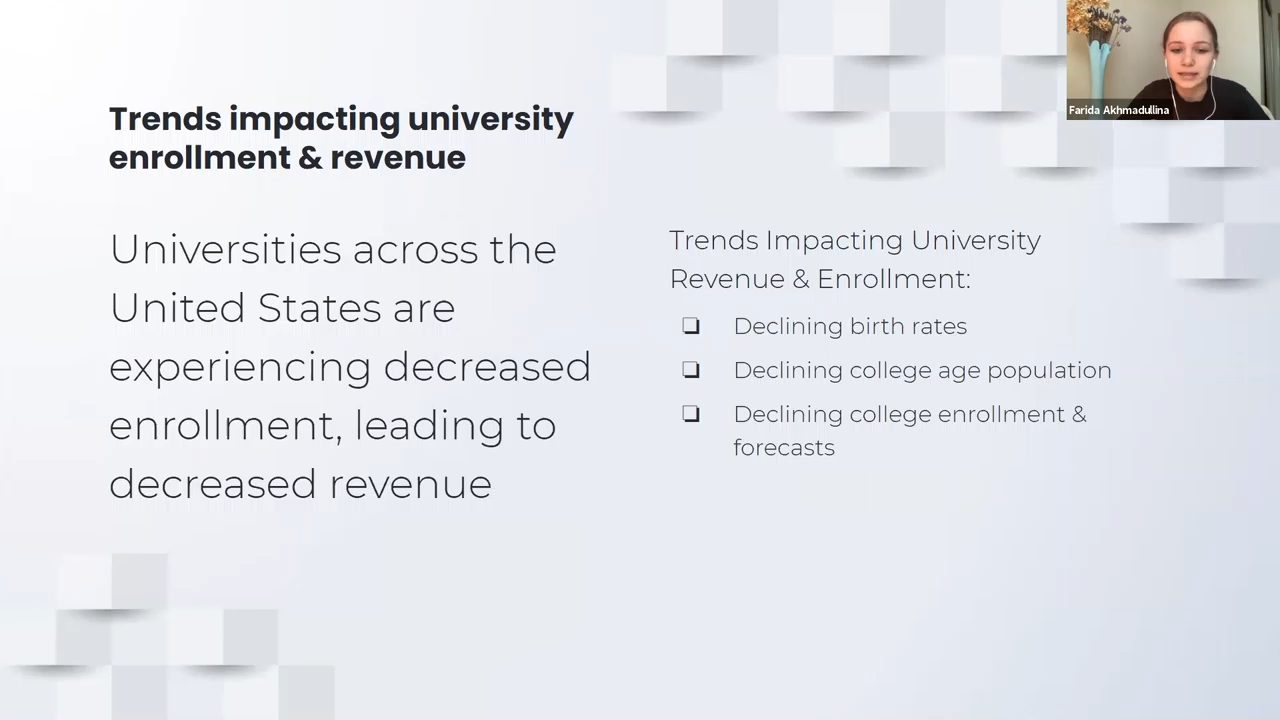 Trends impacting university
enrollment & revenue
Universities across the
United States are
experiencing decreased
enrollment, leading to
decreased revenue
Trends Impacting University
Revenue & Enrollment:
❏ Declining birth rates
❏ Declining college age population
❏ Declining college enrollment &
forecasts
Farida Akhmadullina